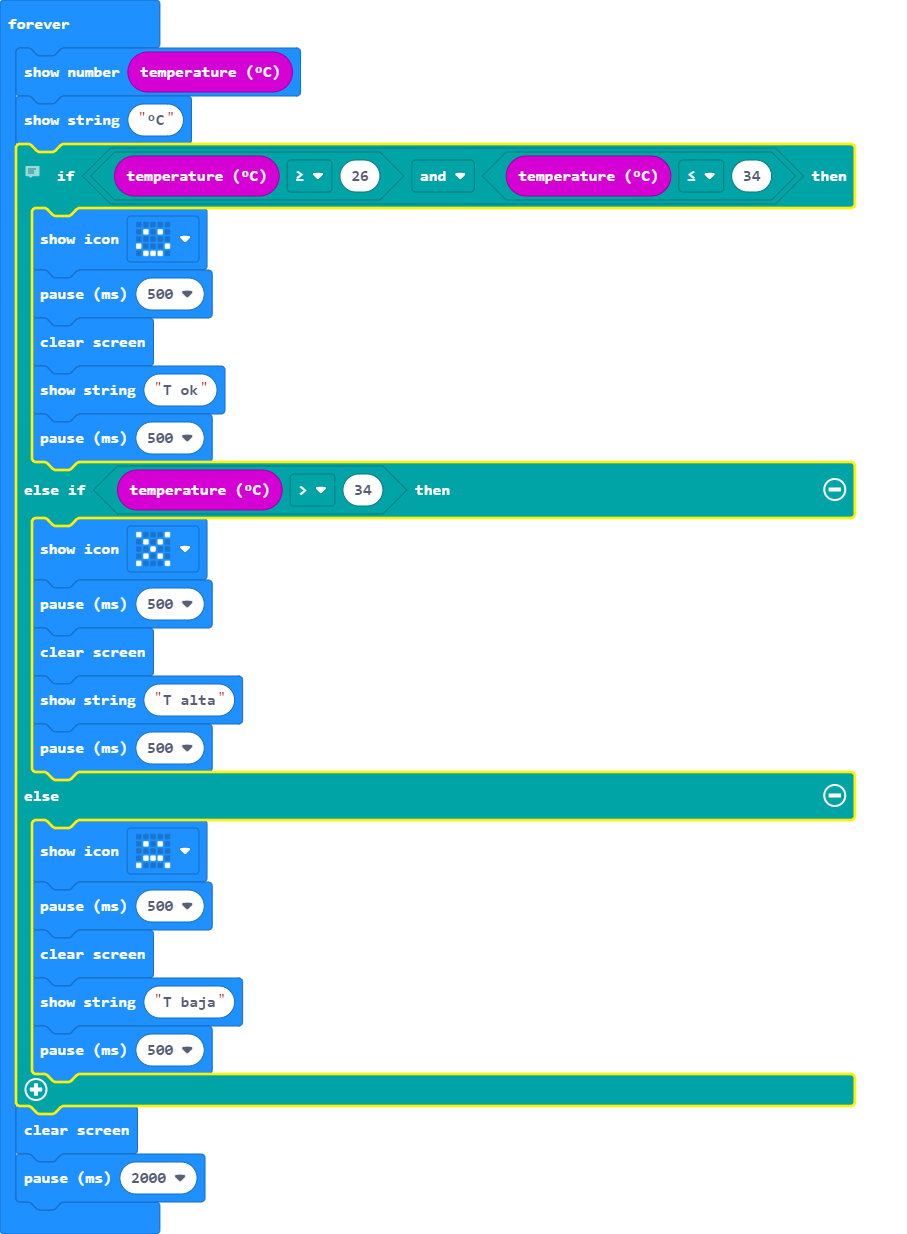 forever
show number temperature (ºC)
show string "ºC"
if temperature (ºC) ≥ 26 and temperature (ºC) ≤ 34 then
show icon
pause (ms) 500
clear screen
show string "T ok"
pause (ms) 500
else if temperature (ºC) > 34 then
show icon
pause (ms) 500
clear screen
show string "T alta"
pause (ms) 500
else
show icon
pause (ms) 500
clear screen
show string "T baja"
pause (ms) 500
clear screen
pause (ms) 2000